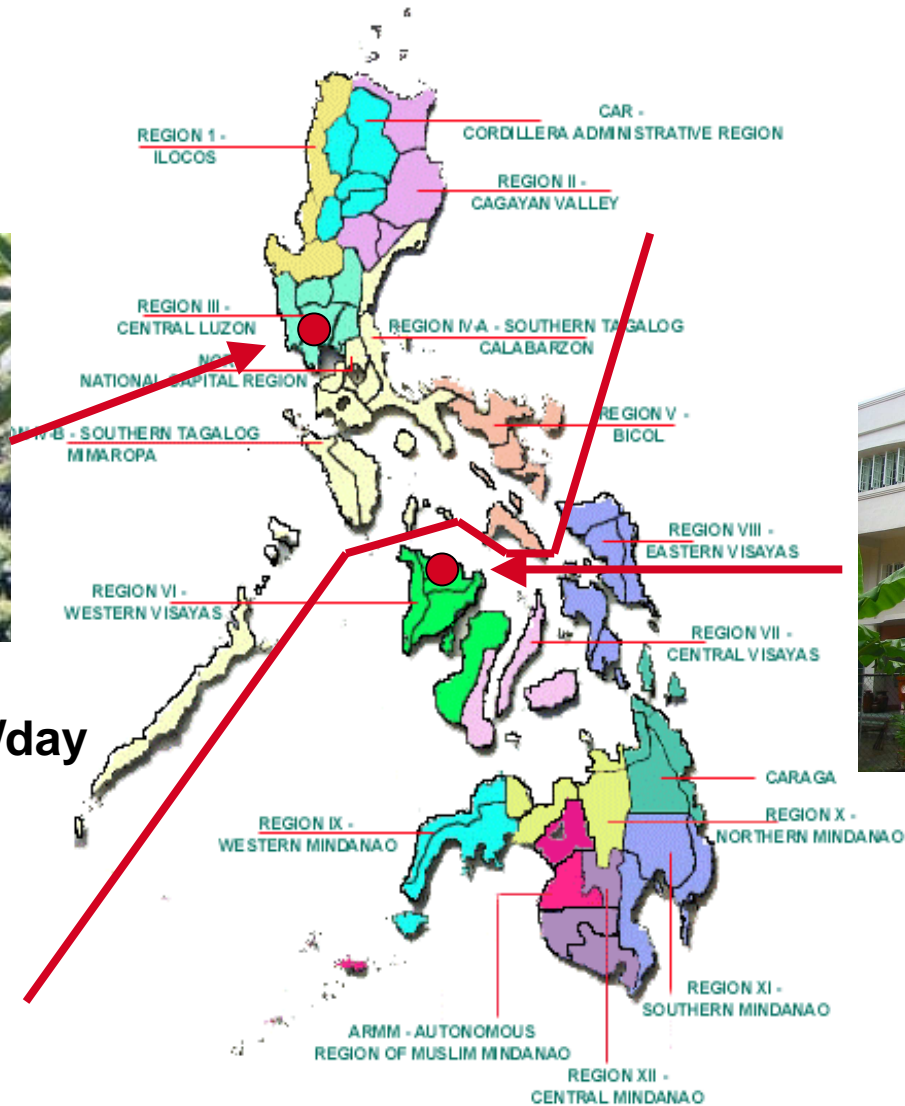 CAR -
CORDILLERA ADMINISTRATIVE REGION
REGION 1 -
ILOCOS
REGION II -
CAGAYAN VALLEY
REGION III -
CENTRAL LUZON
REGION IV-A - SOUTHERN TAGALOG
CALABARZON
NATIONAL CAPITAL REGION
REGION V -
BICOL
-B - SOUTHERN TAGALOG
MIMAROPA
REGION VIII -
EASTERN VISAYAS
REGION VI -
WESTERN VISAYAS
REGION VII -
CENTRAL VISAYAS
/day
CARAGA
REGION X -
NORTHERN MINDANAO
REGION IX -
WESTERN MINDANAO
REGION XI -
SOUTHERN MINDANAO
ARMM - AUTONOMOUS
REGION OF MUSLIM MINDANAO
REGION XII -
CENTRAL MINDANAO